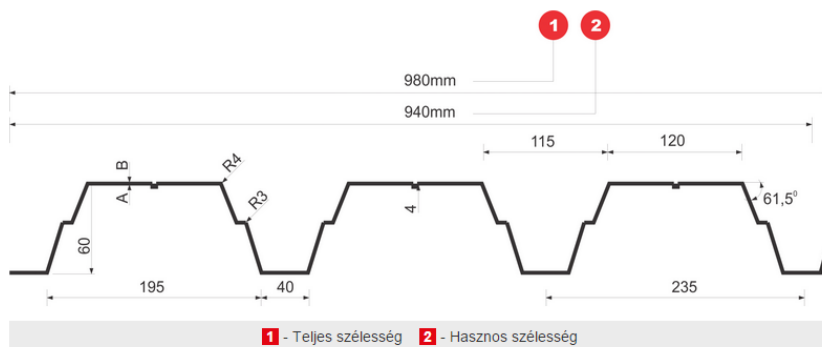 1 2
980mm
940mm
115 120
B
A
R4
R3
4
61,5⁰
60
195 40 235
1 - Teljes szélesség 2 - Hasznos szélesség